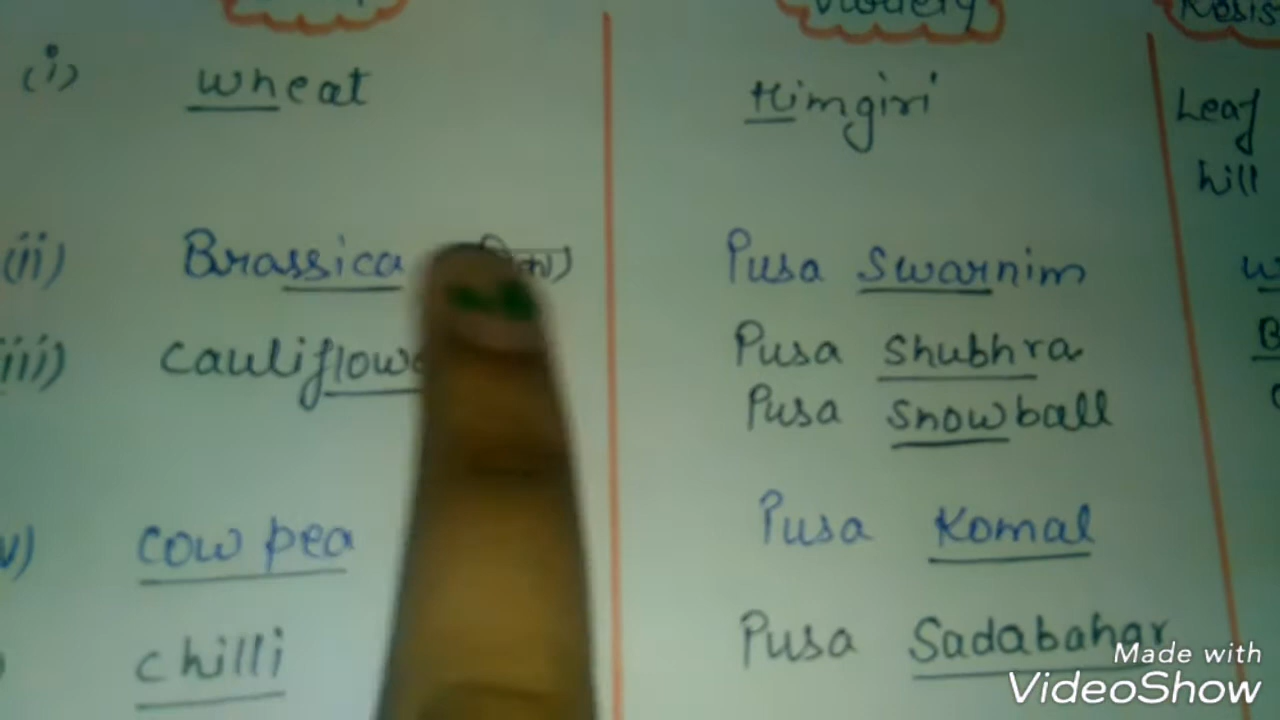 Variety
(i) wheat Himgiri Leaf
hill
(ii) Brassica Pusa Swarnim
(iii) Cauliflow Pusa Shubhra
Pusa Snowball
cow pea Pusa Komal
chilli Pusa Sadabahar
Made with
VideoShow